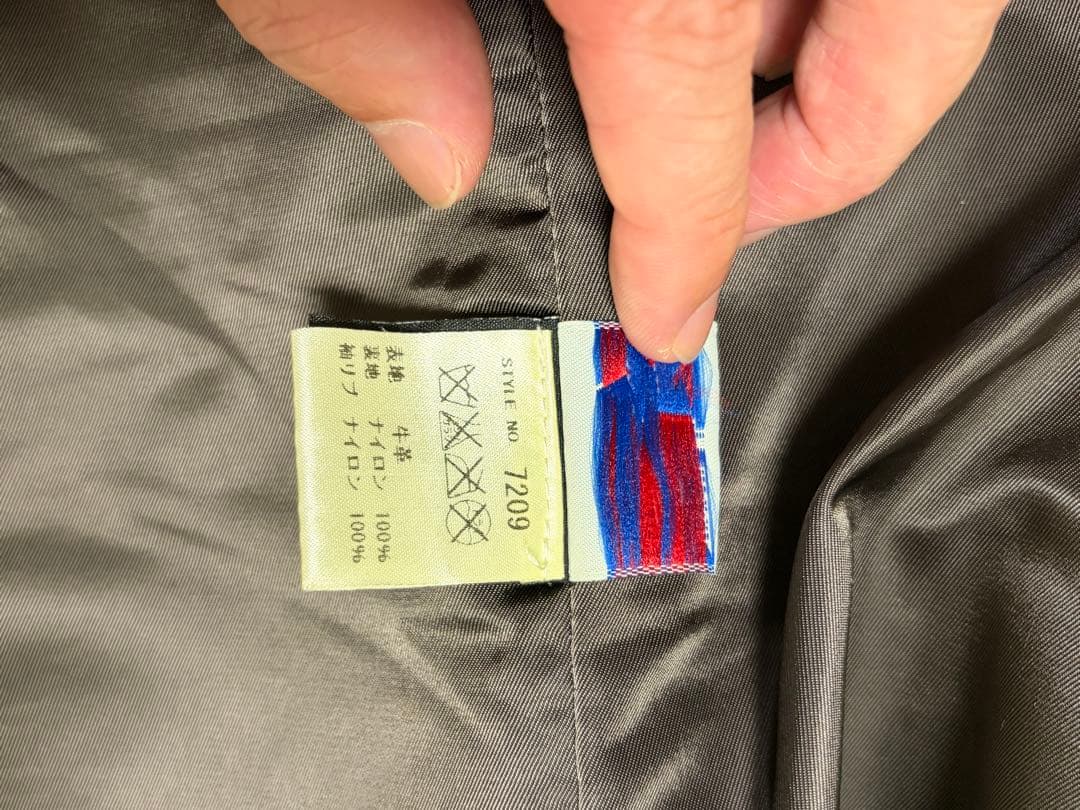 STYLE NO 7209
表地 牛革
裏地 ナイロン 100%
袖リブ ナイロン 100%